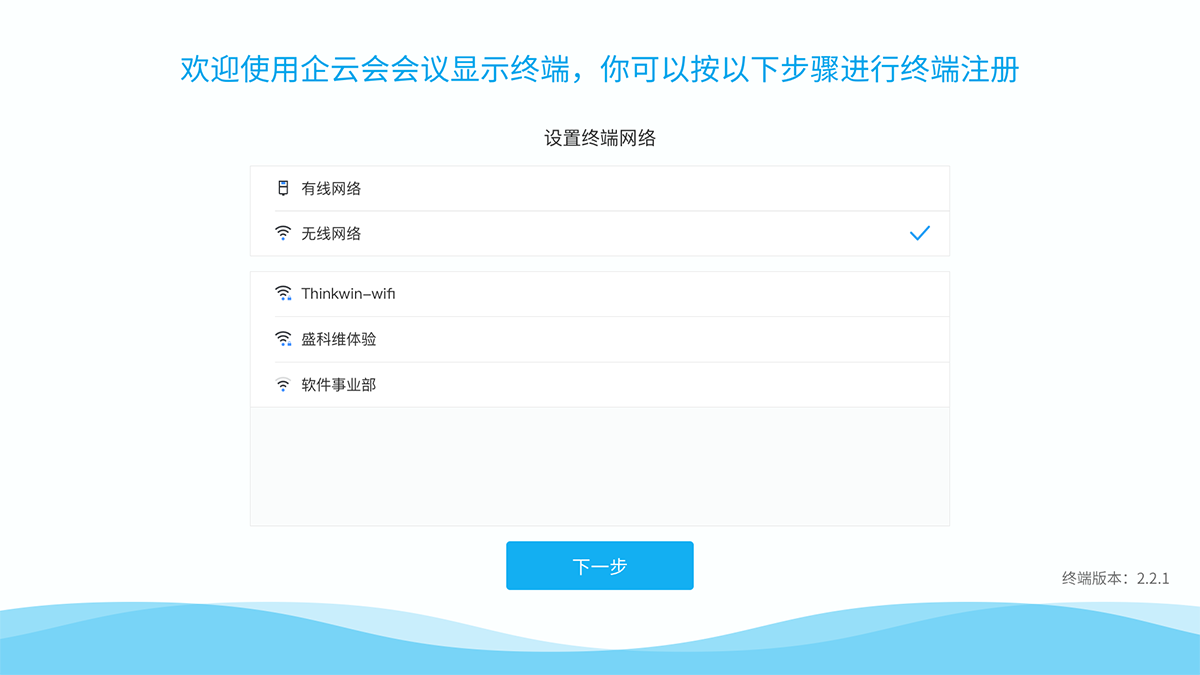 欢迎使用企云会会议显示终端，你可以按以下步骤进行终端注册
设置终端网络
有线网络
无线网络
Thinkwin-wifi
盛科维体验
软件事业部
下一步
终端版本：2.2.1